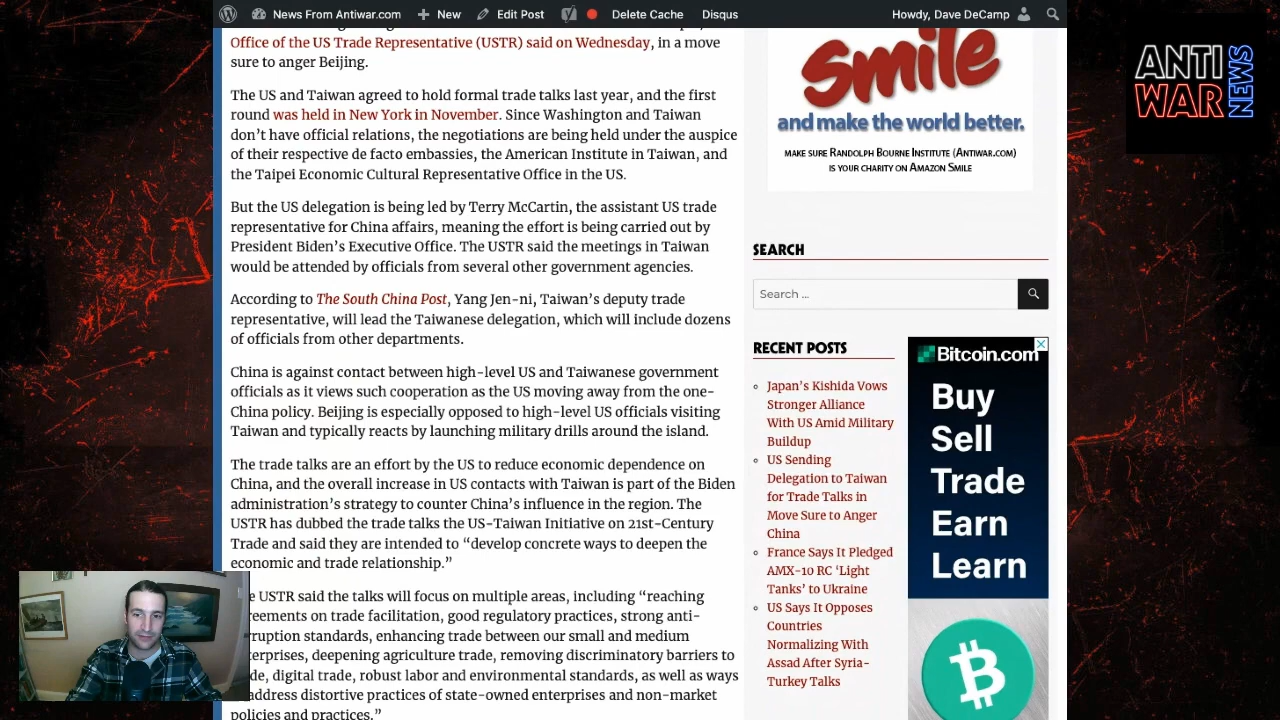 News From Antiwar.com
New
Edit Post
Delete Cache
Disqus
Howdy, Dave DeCamp
Office of the US Trade Representative (USTR) said on Wednesday, in a move
sure to anger Beijing.
The US and Taiwan agreed to hold formal trade talks last year, and the first
round was held in New York in November. Since Washington and Taiwan
don’t have official relations, the negotiations are being held under the auspice
of their respective de facto embassies, the American Institute in Taiwan, and
the Taipei Economic Cultural Representative Office in the US.
But the US delegation is being led by Terry McCartin, the assistant US trade
representative for China affairs, meaning the effort is being carried out by
President Biden’s Executive Office. The USTR said the meetings in Taiwan
would be attended by officials from several other government agencies.
According to The South China Post, Yang Jen-ni, Taiwan’s deputy trade
representative, will lead the Taiwanese delegation, which will include dozens
of officials from other departments.
China is against contact between high-level US and Taiwanese government
officials as it views such cooperation as the US moving away from the one-
China policy. Beijing is especially opposed to high-level US officials visiting
Taiwan and typically reacts by launching military drills around the island.
The trade talks are an effort by the US to reduce economic dependence on
China, and the overall increase in US contacts with Taiwan is part of the Biden
administration’s strategy to counter China’s influence in the region. The
USTR has dubbed the trade talks the US-Taiwan Initiative on 21st-Century
Trade and said they are intended to “develop concrete ways to deepen the
economic and trade relationship.”
USTR said the talks will focus on multiple areas, including “reaching
on trade facilitation, good regulatory practices, strong anti-
standards, enhancing trade between our small and medium
deepening agriculture trade, removing discriminatory barriers to
digital trade, robust labor and environmental standards, as well as ways
address distortive practices of state-owned enterprises and non-market
policies and practices.”
smile
and make the world better.
MAKE SURE RANDOLPH BOURNE INSTITUTE (ANTIWAR.COM)
IS YOUR CHARITY ON AMAZON SMILE
SEARCH
Search ...
RECENT POSTS
Japan’s Kishida Vows
Stronger Alliance
With US Amid Military
Buildup
US Sending
Delegation to Taiwan
for Trade Talks in
Move Sure to Anger
China
France Says It Pledged
AMX-10 RC ‘Light
Tanks’ to Ukraine
US Says It Opposes
Countries
Normalizing With
Assad After Syria-
Turkey Talks
Bitcoin.com
Buy
Sell
Trade
Earn
Learn
ANTI
WAR
NEWS